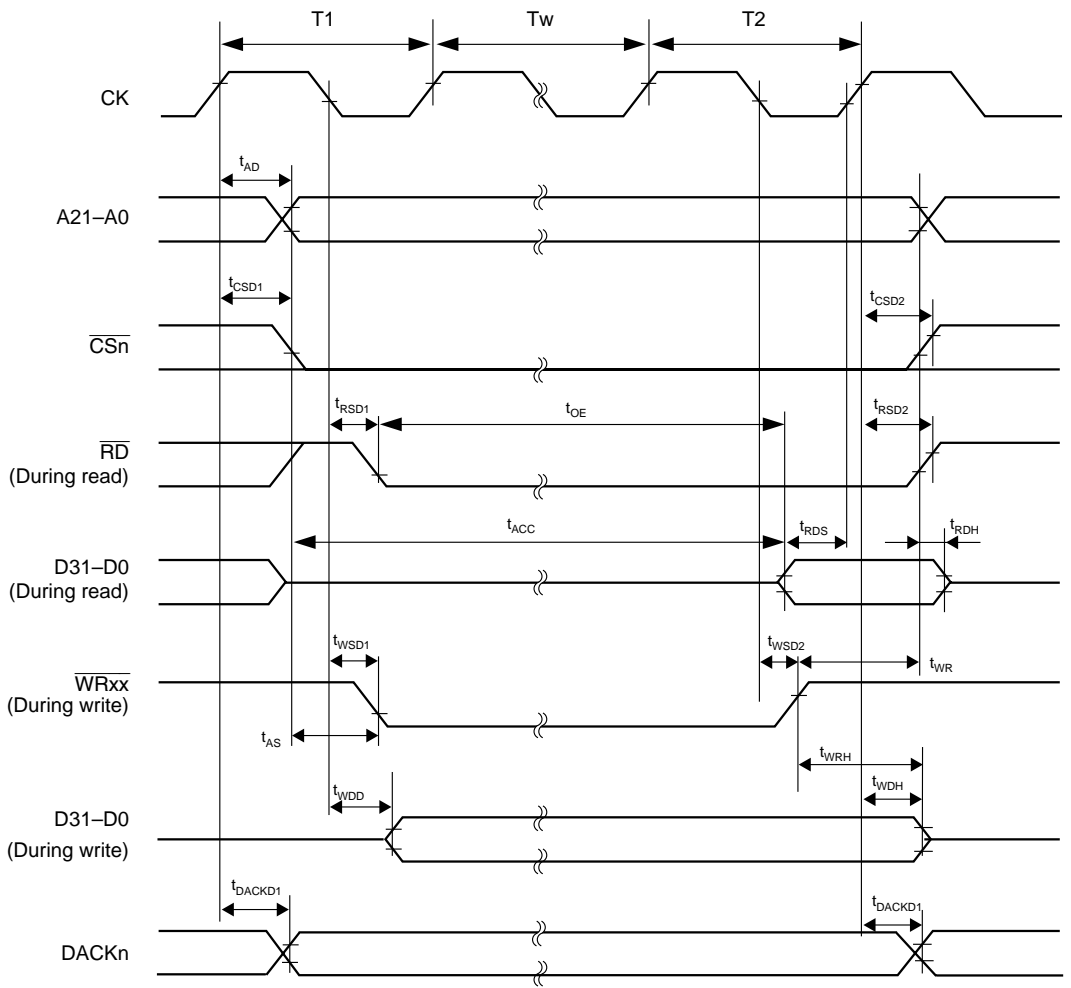 T1 Tw T2
CK
tAD
A21–A0
tCSD1 tCSD2
CSn
tRSD1 tOE tRSD2
RD
(During read)
tACC tRDS tRDH
D31–D0
(During read)
tWSD1 tWSD2 tWR
WRxx
(During write)
tAS
tWRH
tWDD tWDH
D31–D0
(During write)
tDACKD1 tDACKD1
DACKn